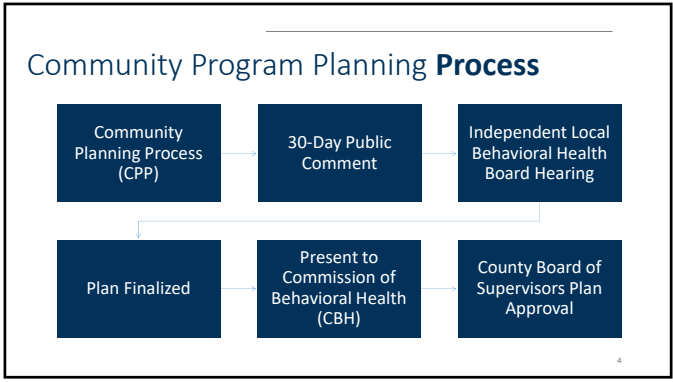 Community Program Planning Process
Community
Planning Process
(CPP)
30-Day Public
Comment
Independent Local
Behavioral Health
Board Hearing
Plan Finalized
Present to
Commission of
Behavioral Health
(CBH)
County Board of
Supervisors Plan
Approval
4